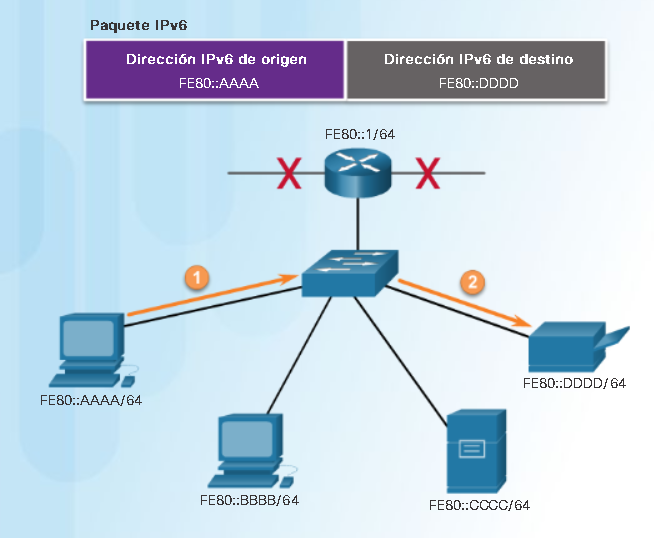 Paquete IPv6
Dirección IPv6 de origen
FE80::AAAA
Dirección IPv6 de destino
FE80::DDDD
FE80::1/64
X
X
1
2
FE80::AAAA/64
FE80::DDDD/64
FE80::BBBB/64
FE80::CCCC/64